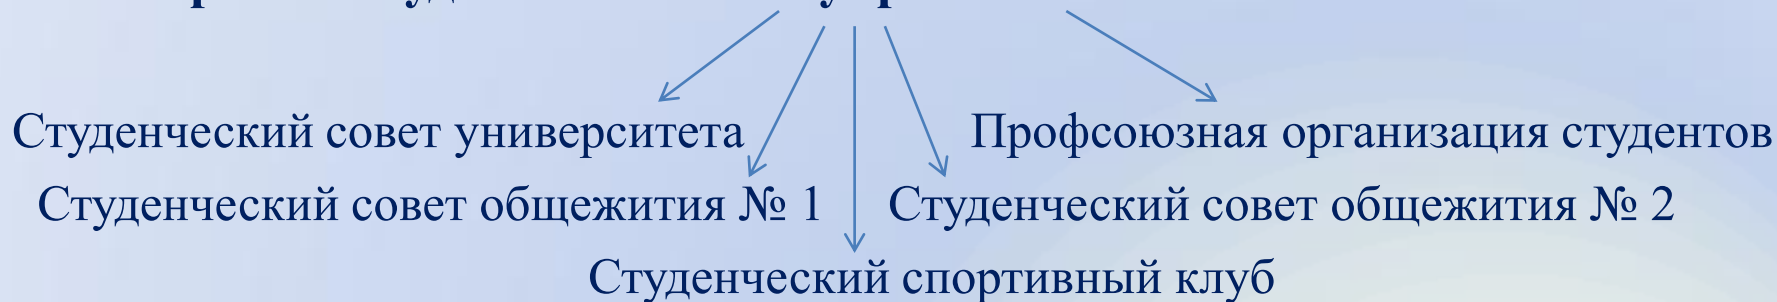 Студенческий совет университета Профсоюзная организация студентов
Студенческий совет общежития № 1 Студенческий совет общежития № 2
Студенческий спортивный клуб